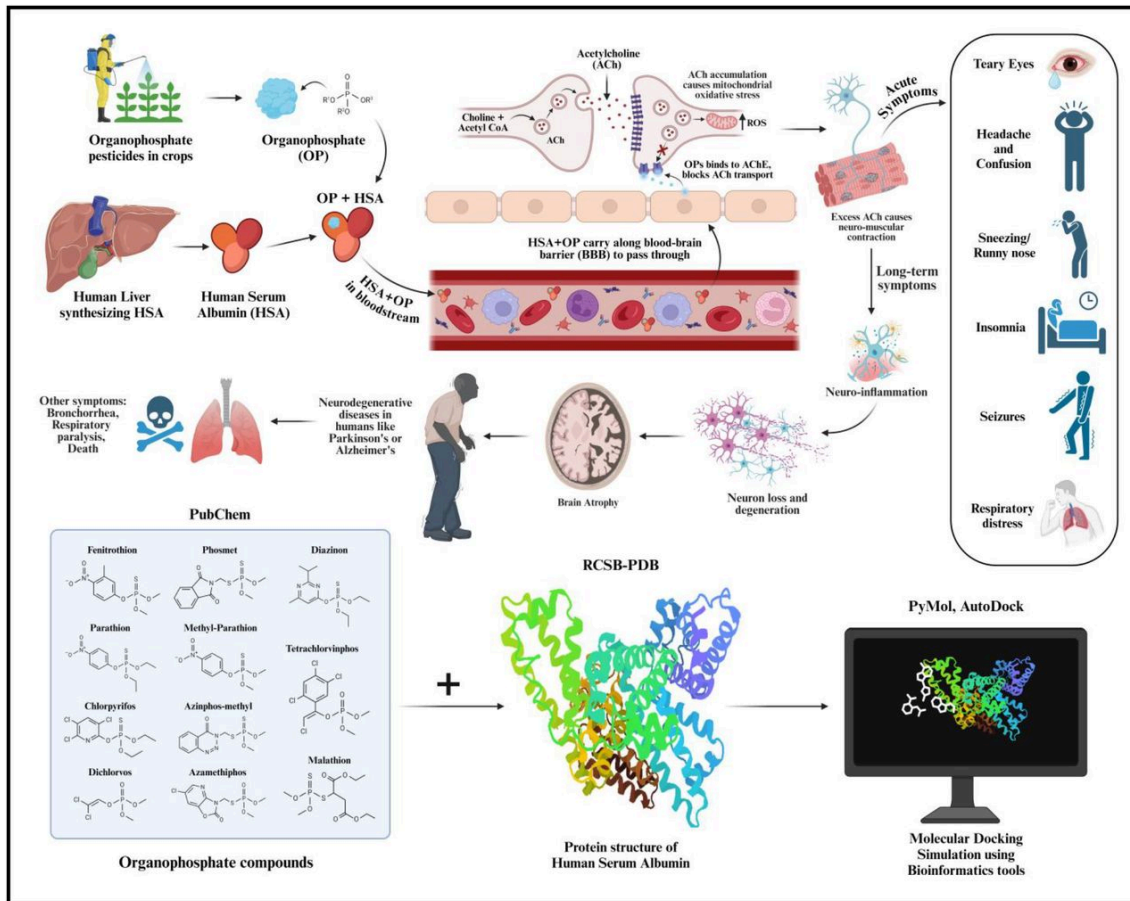 Organophosphate
pesticides in crops
Organophosphate
(OP)
O
R¹O
P
OR³
R²O
Human Liver
synthesizing HSA
Human Serum
Albumin (HSA)
OP + HSA
HSA+OP
in bloodstream
Acetylcholine
(ACh)
Choline +
Acetyl CoA
ACh
ACh accumulation
causes mitochondrial
oxidative stress
ROS
OPs binds to AChE,
blocks ACh transport
HSA+OP carry along blood-brain
barrier (BBB) to pass through
Excess ACh causes
neuro-muscular
contraction
Acute
Symptoms
Long-term
symptoms
Teary Eyes
Headache
and
Confusion
Sneezing/
Runny nose
Insomnia
Seizures
Respiratory
distress
Neuro-inflammation
Neuron loss and
degeneration
Brain Atrophy
Neurodegenerative
diseases in
humans like
Parkinson's or
Alzheimer's
Other symptoms:
Bronchorrhea,
Respiratory
paralysis,
Death
PubChem
Fenitrothion
Phosmet
Diazinon
Parathion
Methyl-Parathion
Tetrachlorvinphos
Chlorpyrifos
Azinphos-methyl
Dichlorvos
Azamethiphos
Malathion
Organophosphate compounds
+
RCSB-PDB
Protein structure of
Human Serum Albumin
PyMol, AutoDock
Molecular Docking
Simulation using
Bioinformatics tools